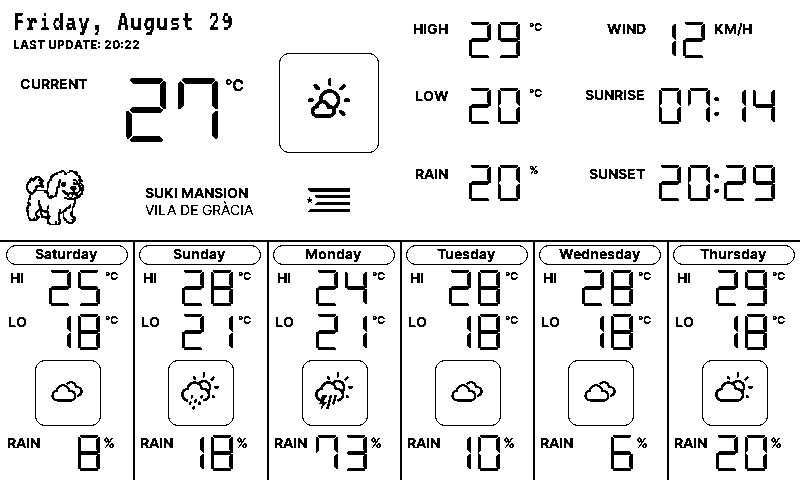 Friday, August 29
LAST UPDATE: 20:22
CURRENT 27 °C
SUKI MANSION
VILA DE GRÀCIA
HIGH 29 °C
LOW 20 °C
RAIN 20 %
WIND 12 KM/H
SUNRISE 07:14
SUNSET 20:29
Saturday
HI 25 °C
LO 18 °C
RAIN 8 %
Sunday
HI 28 °C
LO 21 °C
RAIN 18 %
Monday
HI 24 °C
LO 21 °C
RAIN 73 %
Tuesday
HI 28 °C
LO 18 °C
RAIN 10 %
Wednesday
HI 28 °C
LO 18 °C
RAIN 6 %
Thursday
HI 29 °C
LO 18 °C
RAIN 20 %